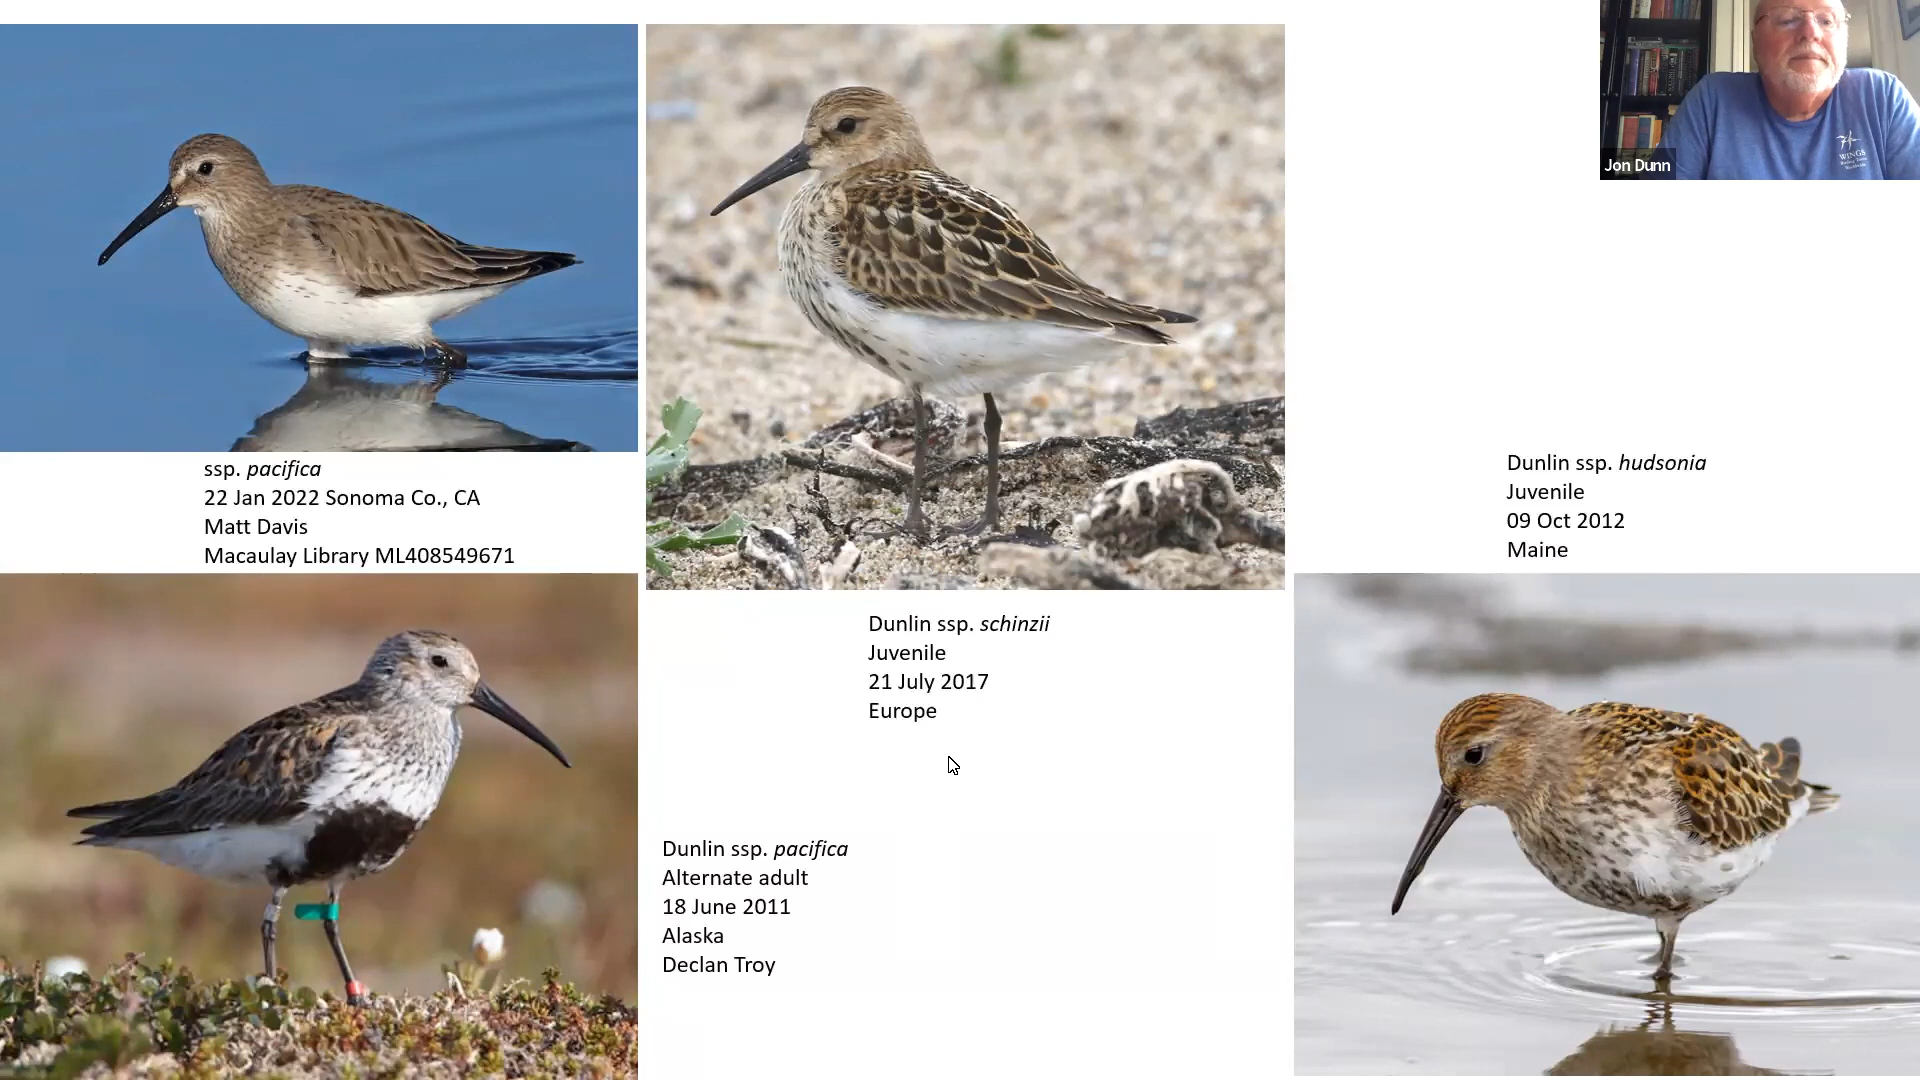 Jon Dunn
WINGS
ssp. pacifica
22 Jan 2022 Sonoma Co., CA
Matt Davis
Macaulay Library ML408549671
Dunlin ssp. schinzii
Juvenile
21 July 2017
Europe
Dunlin ssp. hudsonia
Juvenile
09 Oct 2012
Maine
Dunlin ssp. pacifica
Alternate adult
18 June 2011
Alaska
Declan Troy